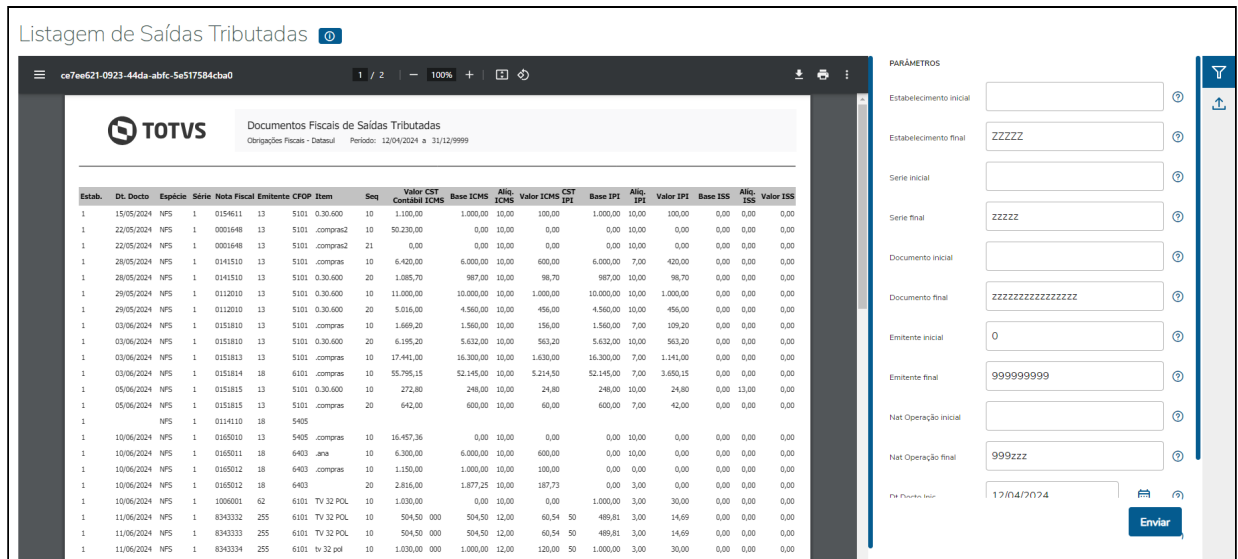 Listagem de Saídas Tributadas
ce7ee621-0923-44da-abfc-5e517584cba0 1 / 2 — 100% +
TOTVS
Documentos Fiscais de Saídas Tributadas
Obrigações Fiscais - Datasul Período: 12/04/2024 a 31/12/9999
Estab. Dt. Docto Espécie Série Nota Fiscal Emitente CFOP Item Seq Valor Contábil CST ICMS Base ICMS Aliq. ICMS Valor ICMS CST IPI Base IPI Aliq. IPI Valor IPI Base ISS Aliq. ISS Valor ISS
1 15/05/2024 NFS 1 0154611 13 5101 0.30.600 10 1.100,00 1.000,00 10,00 100,00 1.000,00 10,00 100,00 0,00 0,00 0,00
1 22/05/2024 NFS 1 0001648 13 5101 .compras2 10 50.230,00 0,00 10,00 0,00 0,00 10,00 0,00 0,00 0,00 0,00
1 22/05/2024 NFS 1 0001648 13 5101 .compras2 21 0,00 0,00 10,00 0,00 0,00 10,00 0,00 0,00 0,00 0,00
1 28/05/2024 NFS 1 0141510 13 5101 .compras 10 6.420,00 6.000,00 10,00 600,00 6.000,00 7,00 420,00 0,00 0,00 0,00
1 28/05/2024 NFS 1 0141510 13 5101 0.30.600 20 1.085,70 987,00 10,00 98,70 987,00 10,00 98,70 0,00 0,00 0,00
1 29/05/2024 NFS 1 0112010 13 5101 0.30.600 10 11.000,00 10.000,00 10,00 1.000,00 10.000,00 10,00 1.000,00 0,00 0,00 0,00
1 29/05/2024 NFS 1 0112010 13 5101 0.30.600 20 5.016,00 4.560,00 10,00 456,00 4.560,00 10,00 456,00 0,00 0,00 0,00
1 03/06/2024 NFS 1 0151810 13 5101 .compras 10 1.669,20 1.560,00 10,00 156,00 1.560,00 7,00 109,20 0,00 0,00 0,00
1 03/06/2024 NFS 1 0151810 13 5101 0.30.600 20 6.195,20 5.632,00 10,00 563,20 5.632,00 10,00 563,20 0,00 0,00 0,00
1 03/06/2024 NFS 1 0151813 13 5101 .compras 10 17.441,00 16.300,00 10,00 1.630,00 16.300,00 7,00 1.141,00 0,00 0,00 0,00
1 03/06/2024 NFS 1 0151814 18 6101 .compras 10 55.795,15 52.145,00 10,00 5.214,50 52.145,00 7,00 3.650,15 0,00 0,00 0,00
1 05/06/2024 NFS 1 0151815 13 5101 0.30.600 10 272,80 248,00 10,00 24,80 248,00 10,00 24,80 0,00 13,00 0,00
1 05/06/2024 NFS 1 0151815 13 5101 .compras 20 642,00 600,00 10,00 60,00 600,00 7,00 42,00 0,00 0,00 0,00
1 NFS 1 0114110 18 5405
1 10/06/2024 NFS 1 0165010 13 5405 .compras 10 16.457,36 0,00 10,00 0,00 0,00 10,00 0,00 0,00 0,00 0,00
1 10/06/2024 NFS 1 0165011 18 6403 .ana 10 6.300,00 6.000,00 10,00 600,00 0,00 10,00 0,00 0,00 0,00 0,00
1 10/06/2024 NFS 1 0165012 18 6403 .compras 10 1.150,00 1.000,00 10,00 100,00 0,00 0,00 0,00 0,00 0,00 0,00
1 10/06/2024 NFS 1 0165012 18 6403 20 2.816,00 1.877,25 10,00 187,73 0,00 3,00 0,00 0,00 0,00 0,00
1 10/06/2024 NFS 1 1006001 62 6101 TV 32 POL 10 1.030,00 0,00 10,00 0,00 1.000,00 3,00 30,00 0,00 0,00 0,00
1 11/06/2024 NFS 1 8343332 255 6101 TV 32 POL 10 504,50 000 504,50 12,00 60,54 50 489,81 3,00 14,69 0,00 0,00 0,00
1 11/06/2024 NFS 1 8343333 255 6101 TV 32 POL 10 504,50 000 504,50 12,00 60,54 50 489,81 3,00 14,69 0,00 0,00 0,00
1 11/06/2024 NFS 1 8343334 255 6101 tv 32 pol 10 1.030,00 000 1.000,00 12,00 120,00 50 1.000,00 3,00 30,00 0,00 0,00 0,00
PARÂMETROS
Estabelecimento inicial
Estabelecimento final ZZZZZ
Serie inicial
Serie final zzzzz
Documento inicial
Documento final zzzzzzzzzzzzzzzz
Emitente inicial 0
Emitente final 999999999
Nat Operação inicial
Nat Operação final 999zzz
Dt Docto Inic 12/04/2024
Enviar